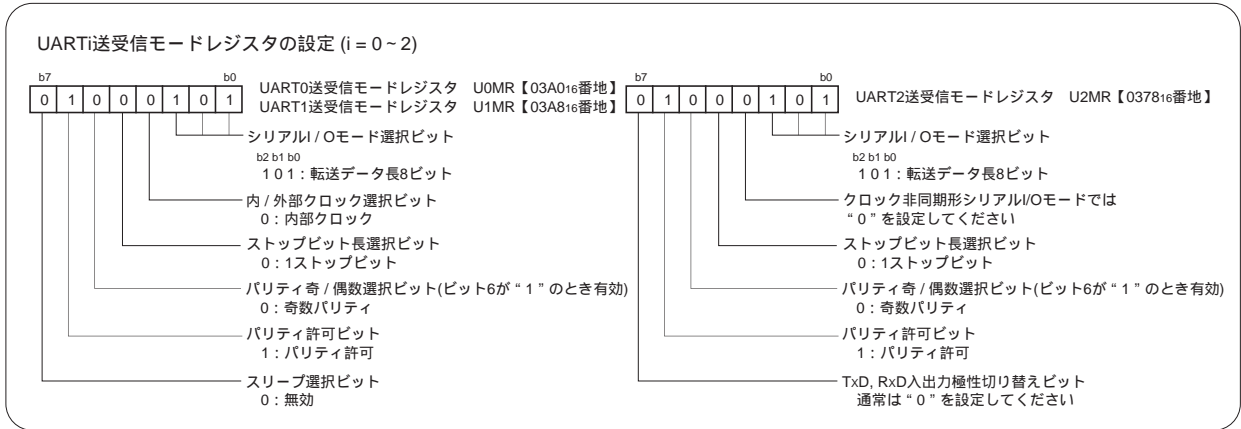 UARTi送受信モードレジスタの設定 (i = 0 ~ 2)
b7 b0
0 1 0 0 0 1 0 1
UART0送受信モードレジスタ U0MR【03A016番地】
UART1送受信モードレジスタ U1MR【03A816番地】
シリアルI / Oモード選択ビット
b2 b1 b0
1 0 1 : 転送データ長8ビット
内 / 外部クロック選択ビット
0 : 内部クロック
ストップビット長選択ビット
0 : 1ストップビット
パリティ奇 / 偶数選択ビット(ビット6が “ 1 ” のとき有効)
0 : 奇数パリティ
パリティ許可ビット
1 : パリティ許可
スリープ選択ビット
0 : 無効
b7 b0
0 1 0 0 0 1 0 1
UART2送受信モードレジスタ U2MR【037816番地】
シリアルI / Oモード選択ビット
b2 b1 b0
1 0 1 : 転送データ長8ビット
クロック非同期形シリアルI/Oモードでは
“ 0 ” を設定してください
ストップビット長選択ビット
0 : 1ストップビット
パリティ奇 / 偶数選択ビット(ビット6が “ 1 ” のとき有効)
0 : 奇数パリティ
パリティ許可ビット
1 : パリティ許可
TxD, RxD入出力極性切り替えビット
通常は “ 0 ” を設定してください